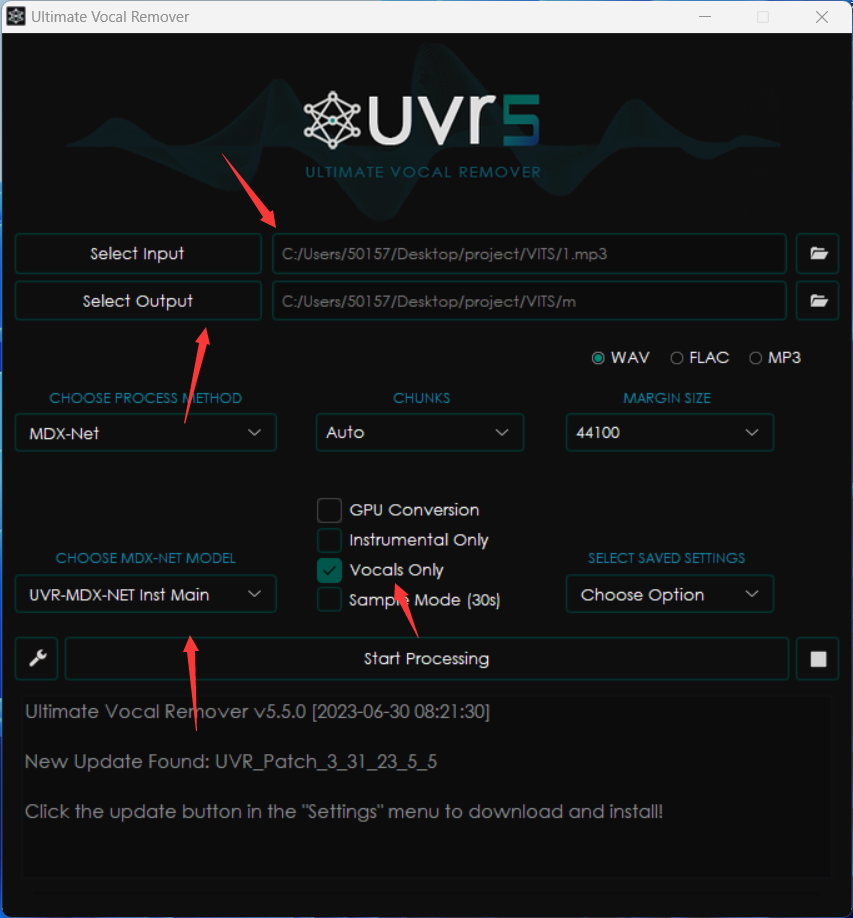 Ultimate Vocal Remover
uvr5
ULTIMATE VOCAL REMOVER
Select Input C:/Users/50157/Desktop/project/VITS/1.mp3
Select Output C:/Users/50157/Desktop/project/VITS/m
WAV FLAC MP3
CHOOSE PROCESS METHOD CHUNKS MARGIN SIZE
MDX-Net Auto 44100
GPU Conversion
Instrumental Only
CHOOSE MDX-NET MODEL Vocals Only SELECT SAVED SETTINGS
UVR-MDX-NET Inst Main Sample Mode (30s) Choose Option
Start Processing
Ultimate Vocal Remover v5.5.0 [2023-06-30 08:21:30]
New Update Found: UVR_Patch_3_31_23_5_5
Click the update button in the "Settings" menu to download and install!